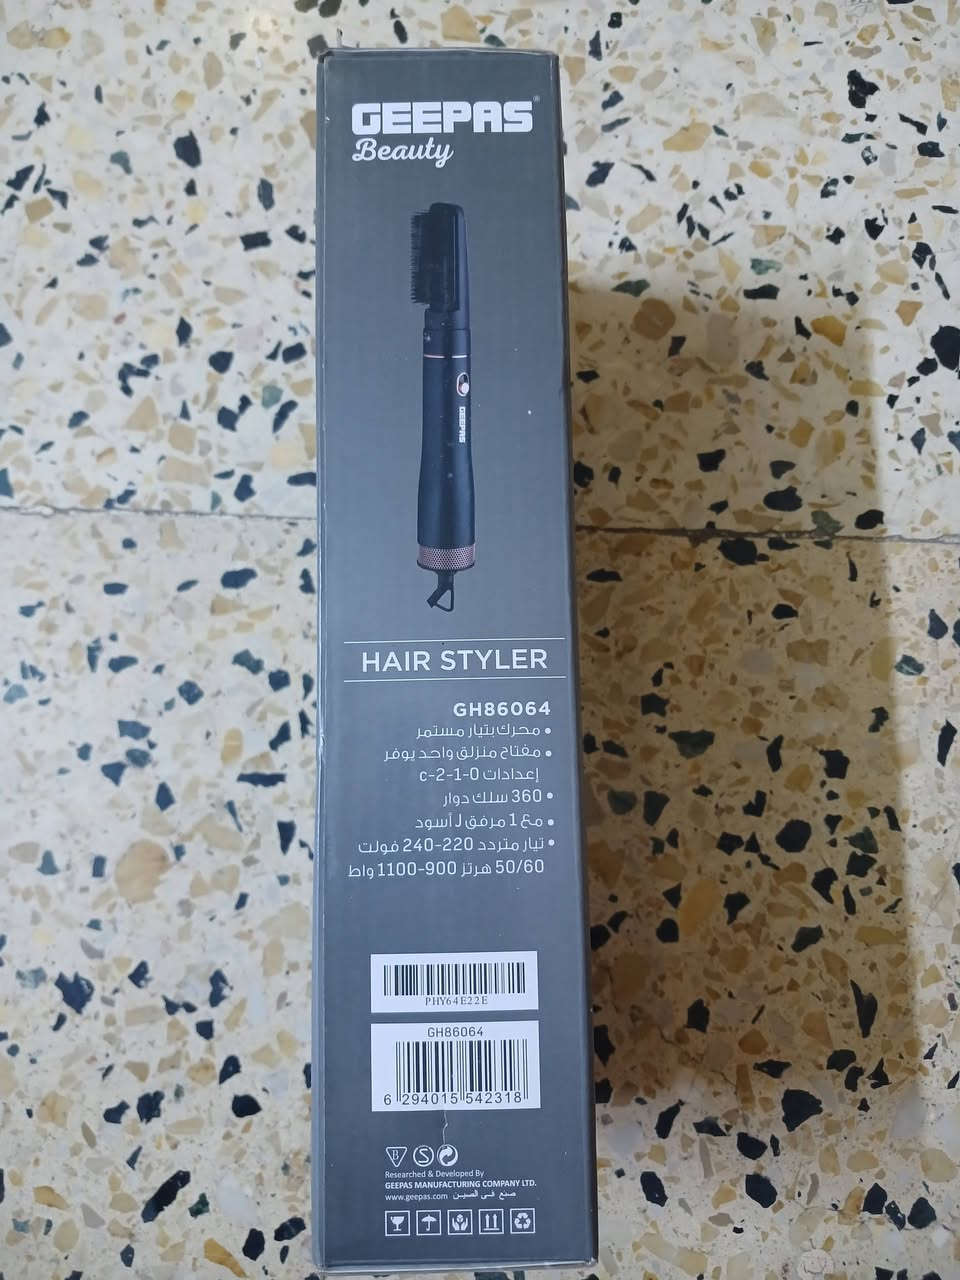 GEEPAS®
Beauty
GEEPAS
HAIR STYLER
GH86064
• محرك بتيار مستمر
• مفتاح منزلق واحد يوفر
إعدادات 0-1-2-c
• 360 سلك دوار
• مع 1 مرفق لـ أسود
• تيار متردد 220-240 فولت
50/60 هرتز 900-1100 واط
PHY64E22E
GH86064
6 294015 542318
Researched & Developed By
GEEPAS MANUFACTURING COMPANY LTD.
www.geepas.com صنع في الصين